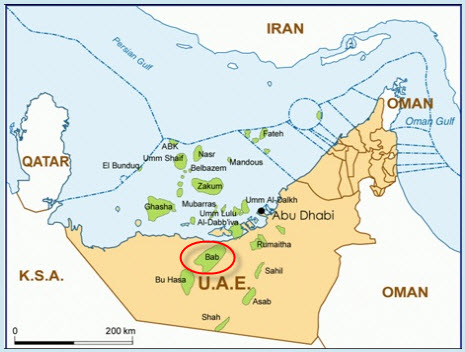 IRAN
Persian Gulf
OMAN
Oman Gulf
QATAR
Fateh
ABK
Nasr
El Bunduq
Umm Shaif
Mandous
Belbazem
Zakum
Ghasha
Mubarras
Umm Al-Dalkh
Umm Lulu
Abu Dhabi
Al-Dabb'iya
Rumaitha
Bab
K.S.A.
Bu Hasa
U.A.E.
Sahil
OMAN
Asab
Shah
0
200 km